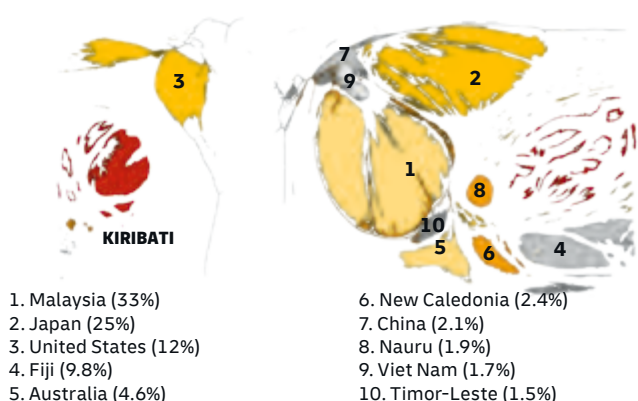 7
3
2
9
1
8
10
KIRIBATI
5
6
4
1. Malaysia (33%)
2. Japan (25%)
3. United States (12%)
4. Fiji (9.8%)
5. Australia (4.6%)
6. New Caledonia (2.4%)
7. China (2.1%)
8. Nauru (1.9%)
9. Viet Nam (1.7%)
10. Timor-Leste (1.5%)